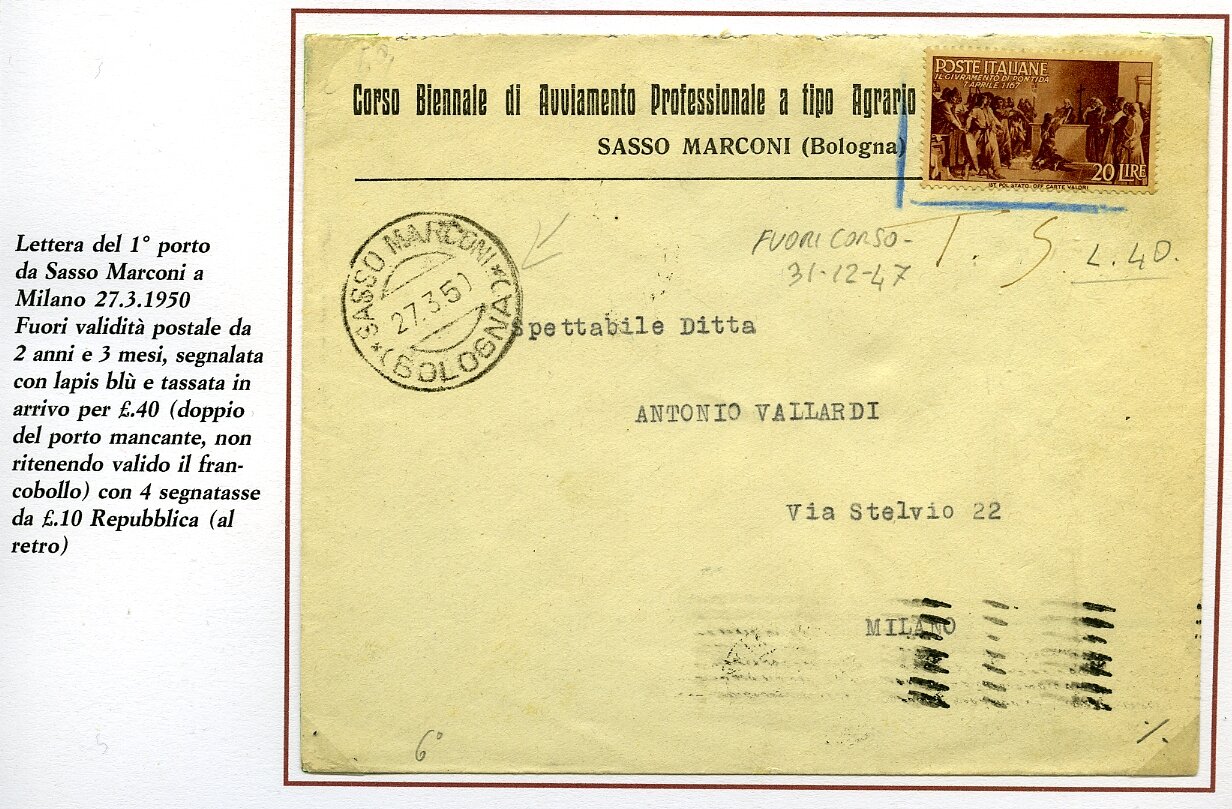 Lettera del 1° porto
da Sasso Marconi a
Milano 27.3.1950
Fuori validità postale da
2 anni e 3 mesi, segnalata
con lapis blù e tassata in
arrivo per £.40 (doppio
del porto mancante, non
ritenendo valido il fran-
cobollo) con 4 segnatasse
da £.10 Repubblica (al
retro)
Corso Biennale di Avviamento Professionale a tipo Agrario
SASSO MARCONI (Bologna)
POSTE ITALIANE
IL GIVRAMENTO DI PONTIDA
7 APRILE 1167
20 LIRE
IST. POL. STATO - OFF. CARTE VALORI
FUORI CORSO-
31-12-47
T. S
L. 40.
*SASSO MARCONI*
27.3.50
(BOLOGNA)
Spettabile Ditta
ANTONIO VALLARDI
Via Stelvio 22
MILANO
6°